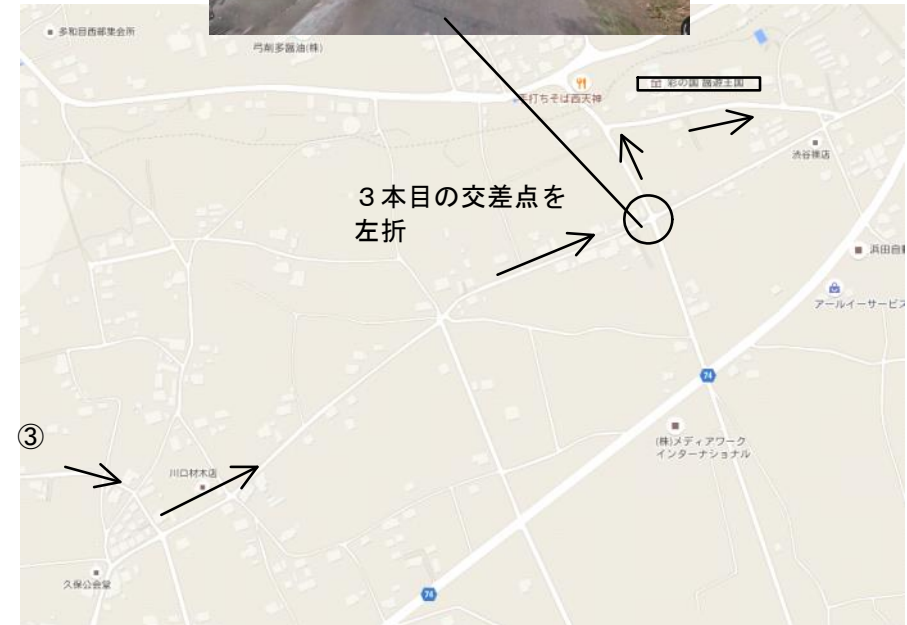 多和目西部集会所
弓削多醤油(株)
手打ちそば西天神
彩の国 醤遊王国
渋谷種店
3本目の交差点を
左折
浜田自動
アールイーサービス
74
(株)メディアワーク
インターナショナル
③
川口材木店
久保公会堂
74